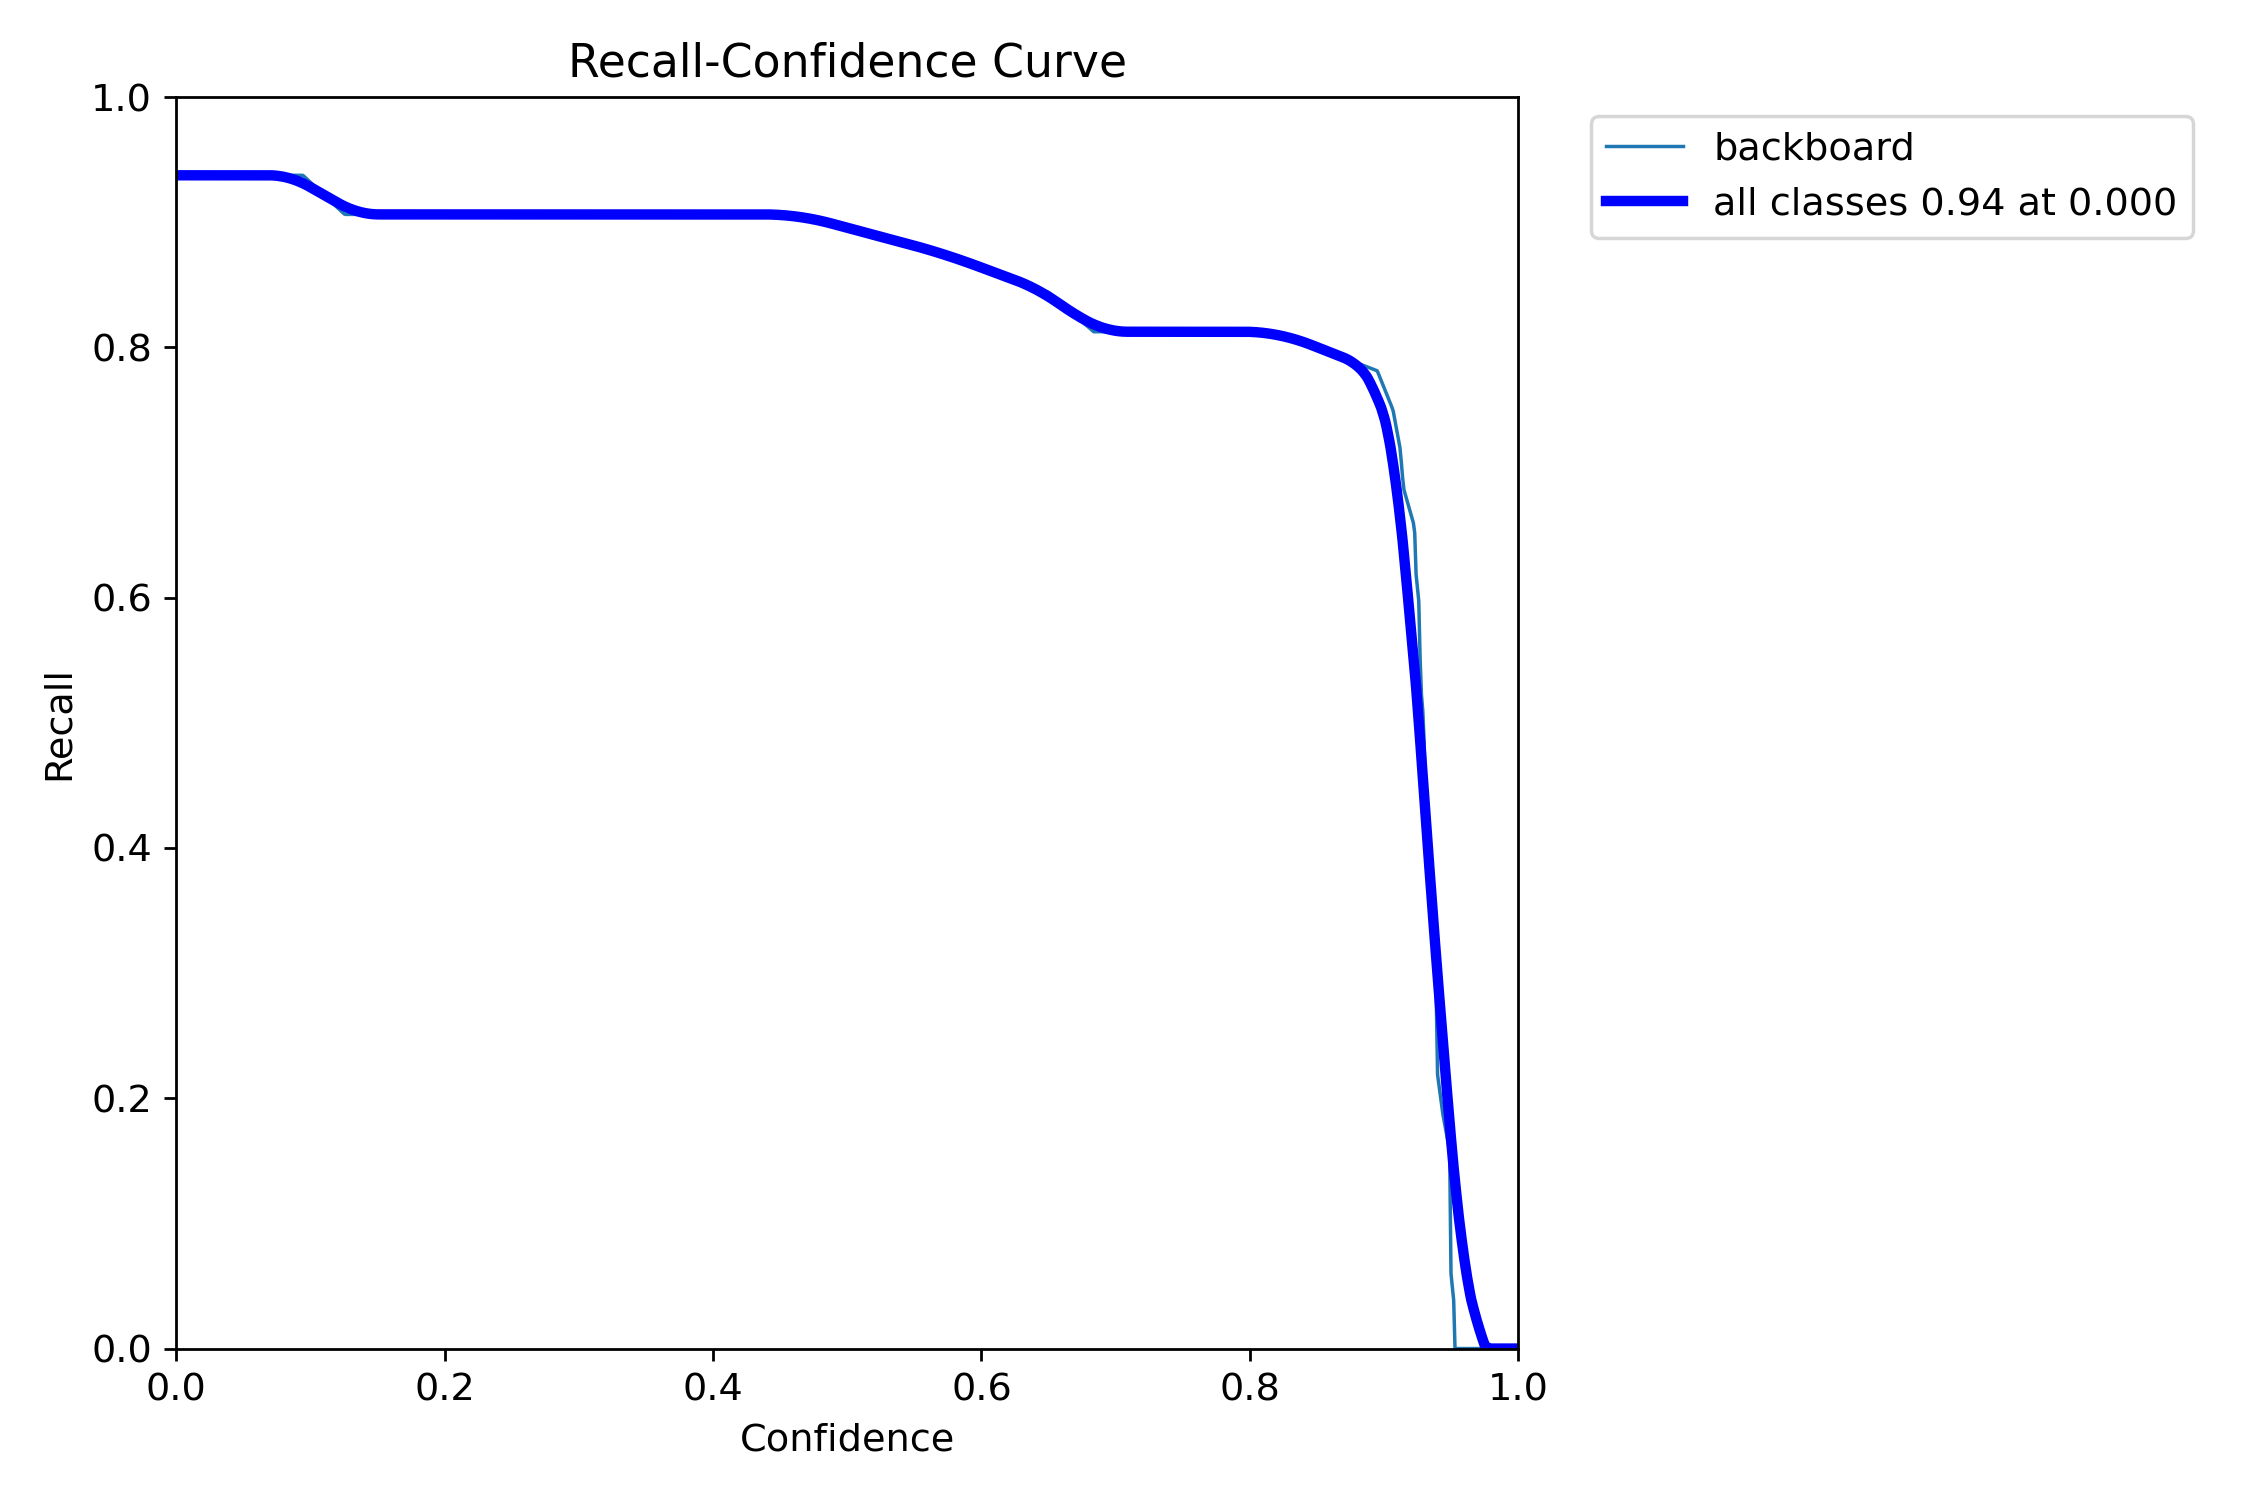 Recall-Confidence Curve
backboard
all classes 0.94 at 0.000
1.0
0.8
0.6
0.4
0.2
0.0
Recall
0.0 0.2 0.4 0.6 0.8 1.0
Confidence